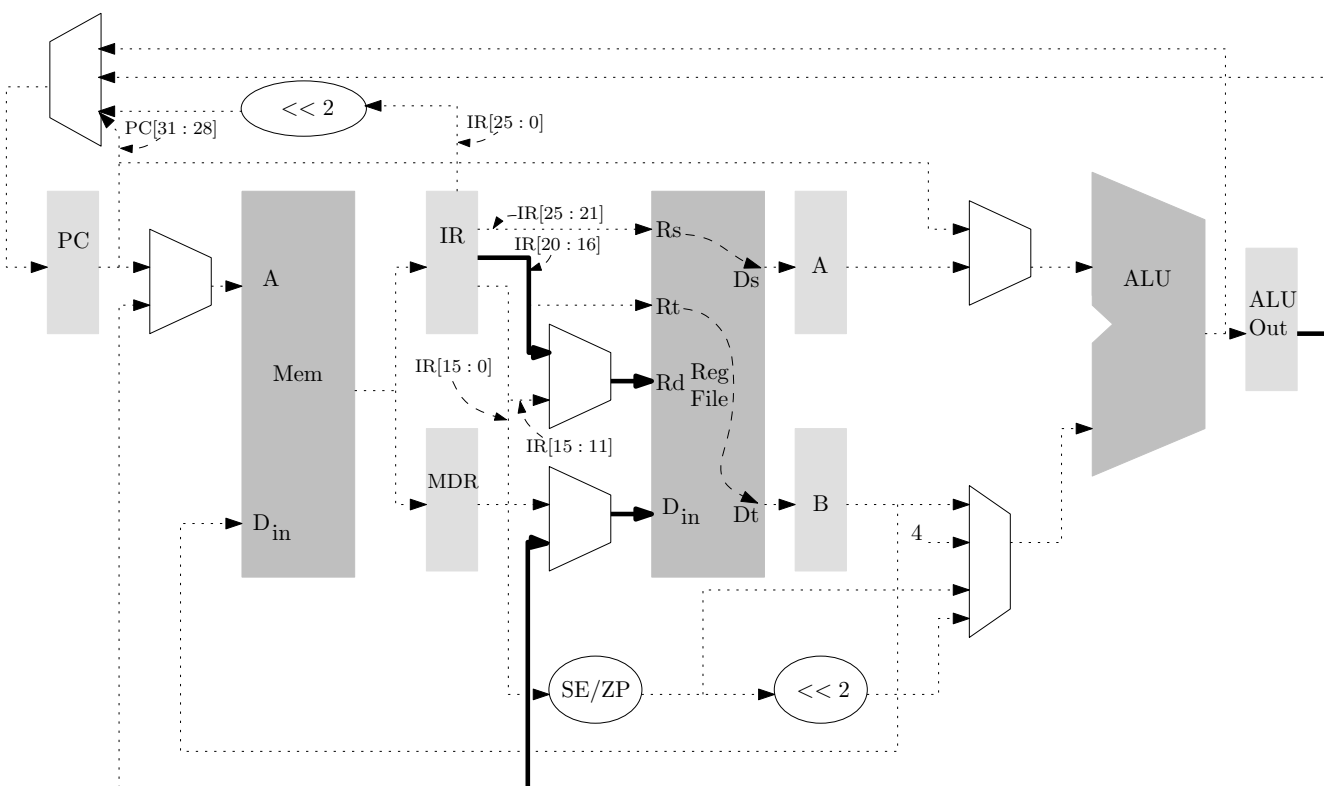 << 2
PC[31 : 28]
IR[25 : 0]
PC
A
Mem
D
in
IR
IR[25 : 21]
IR[20 : 16]
IR[15 : 0]
IR[15 : 11]
MDR
Rs
Ds
Rt
Rd
Reg
File
D
in
Dt
A
B
4
ALU
ALU
Out
SE/ZP
<< 2